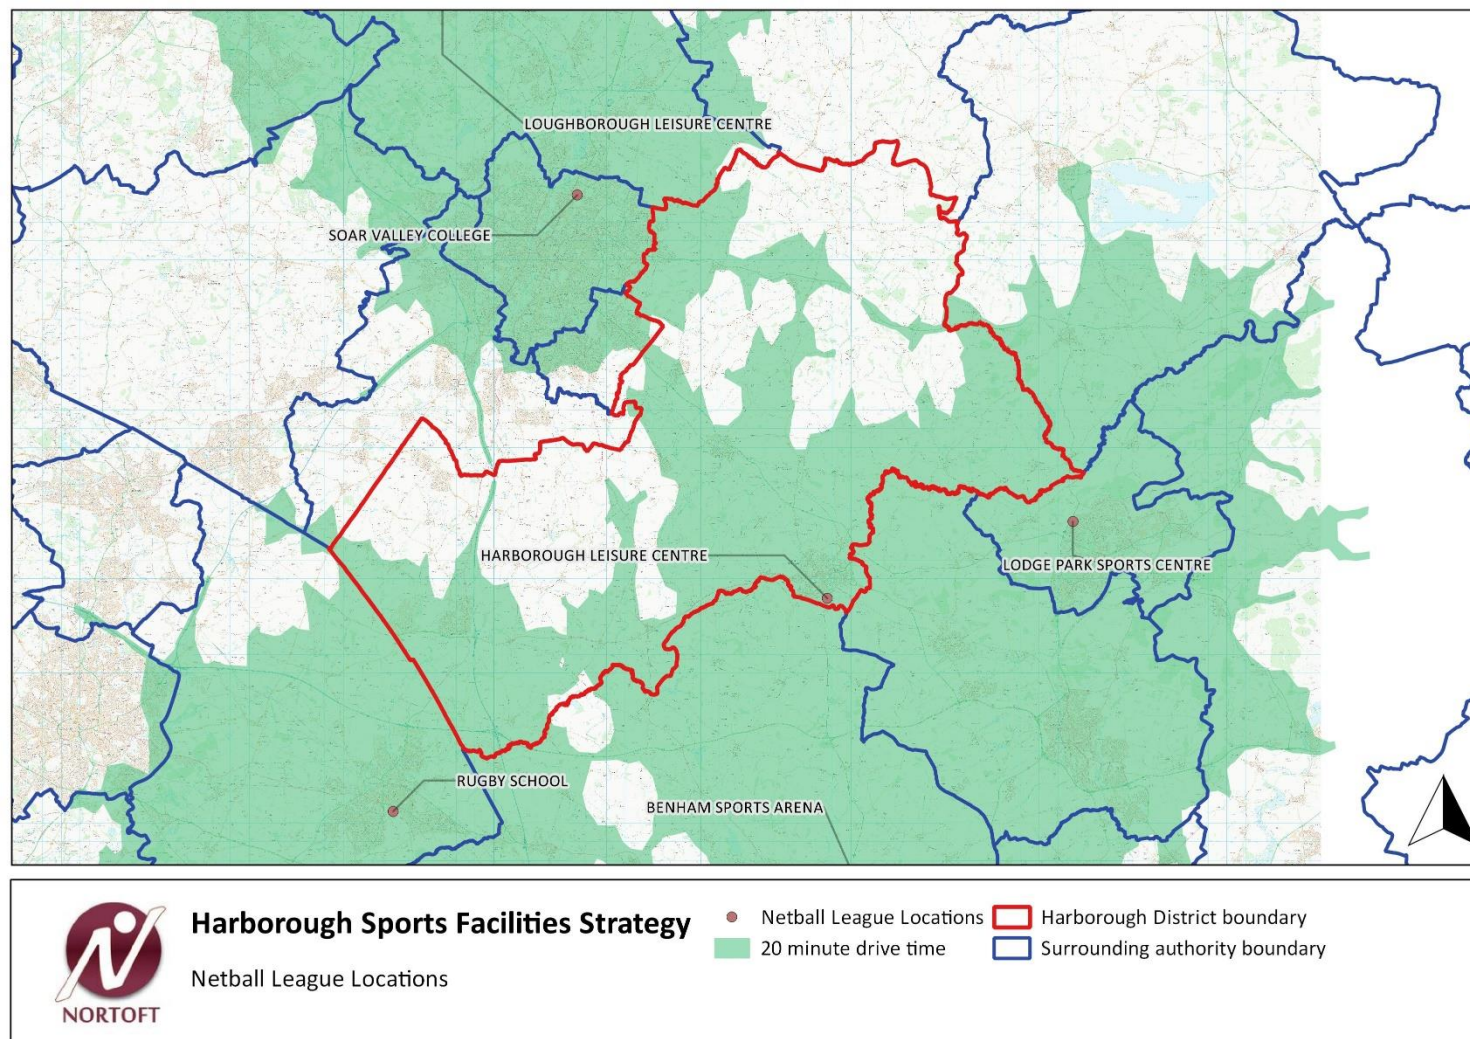 LOUGHBOROUGH LEISURE CENTRE
SOAR VALLEY COLLEGE
HARBOROUGH LEISURE CENTRE
LODGE PARK SPORTS CENTRE
RUGBY SCHOOL
BENHAM SPORTS ARENA
Harborough Sports Facilities Strategy
Netball League Locations
NORTOFT
Netball League Locations
20 minute drive time
Harborough District boundary
Surrounding authority boundary